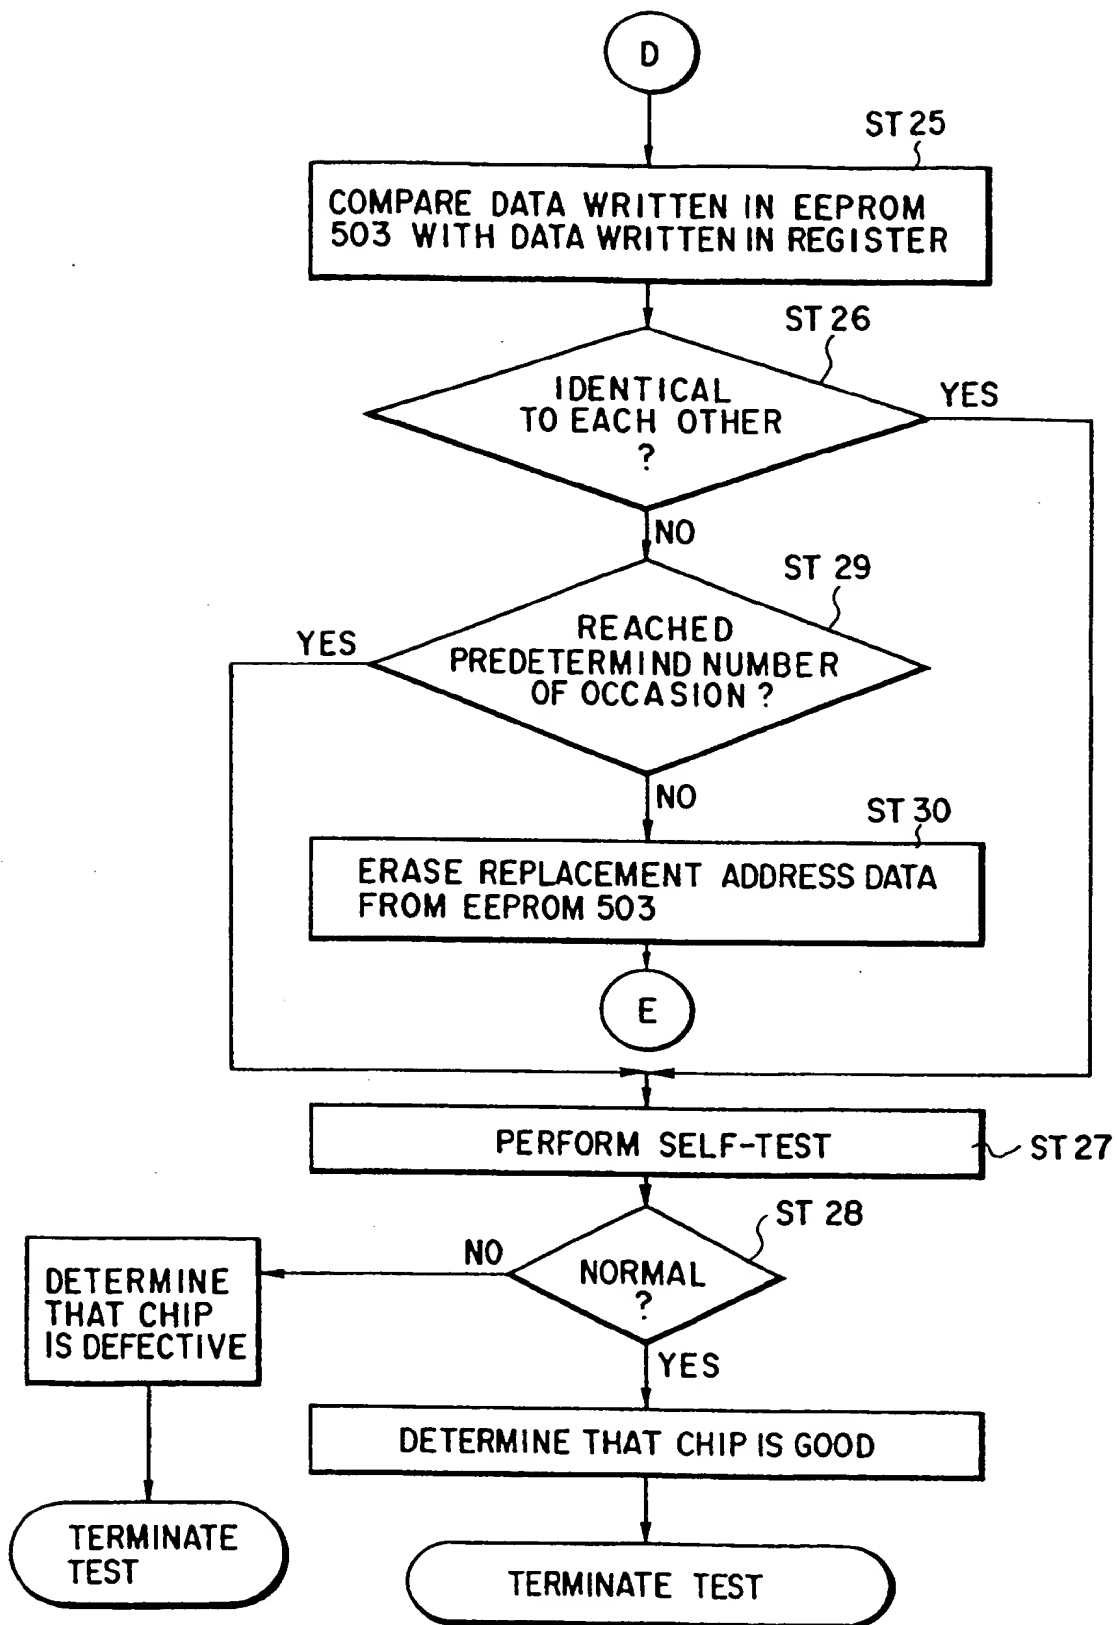 D
ST 25
COMPARE DATA WRITTEN IN EEPROM
503 WITH DATA WRITTEN IN REGISTER
ST 26
IDENTICAL
TO EACH OTHER
?
YES
NO
ST 29
REACHED
PREDETERMIND NUMBER
OF OCCASION ?
YES
NO
ST 30
ERASE REPLACEMENT ADDRESS DATA
FROM EEPROM 503
E
PERFORM SELF-TEST
ST 27
ST 28
NORMAL
?
NO
DETERMINE
THAT CHIP
IS DEFECTIVE
YES
DETERMINE THAT CHIP IS GOOD
TERMINATE
TEST
TERMINATE TEST